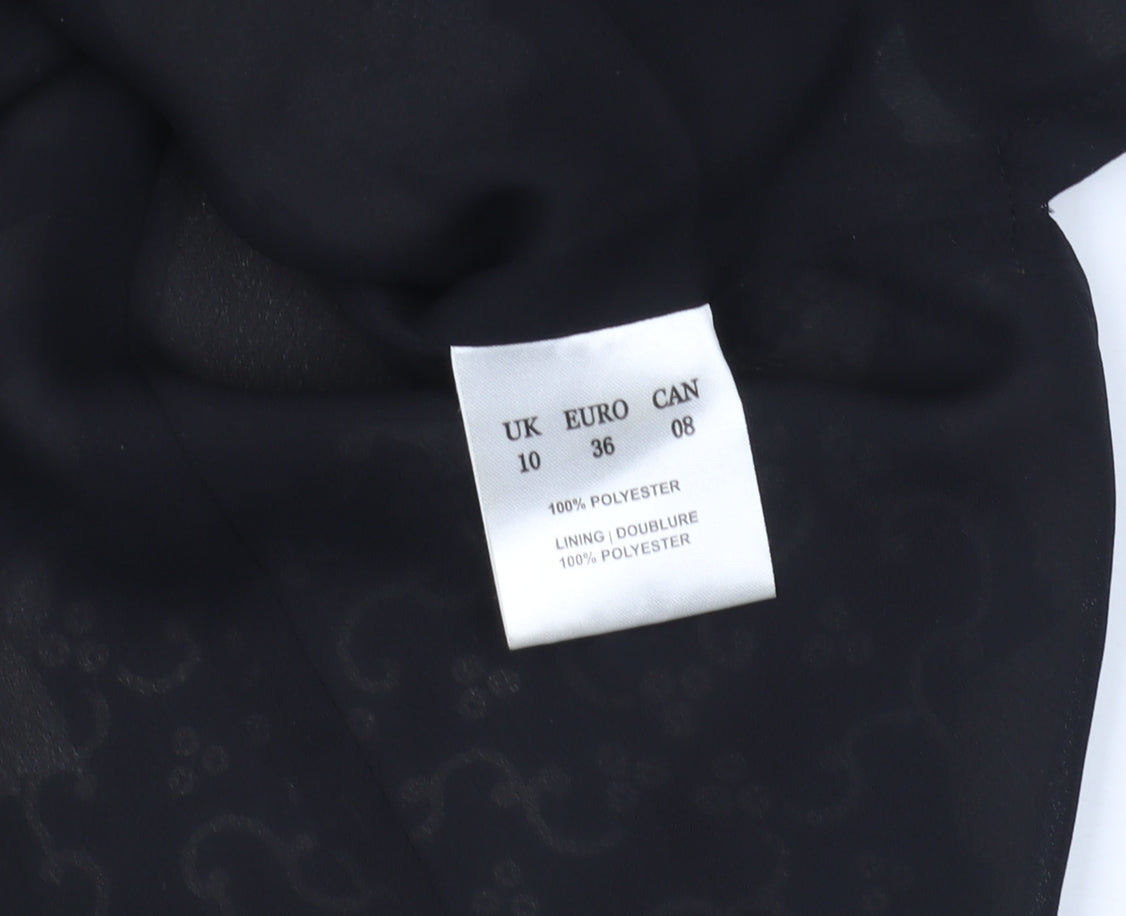 UK EURO CAN
10 36 08
100% POLYESTER
LINING | DOUBLURE
100% POLYESTER